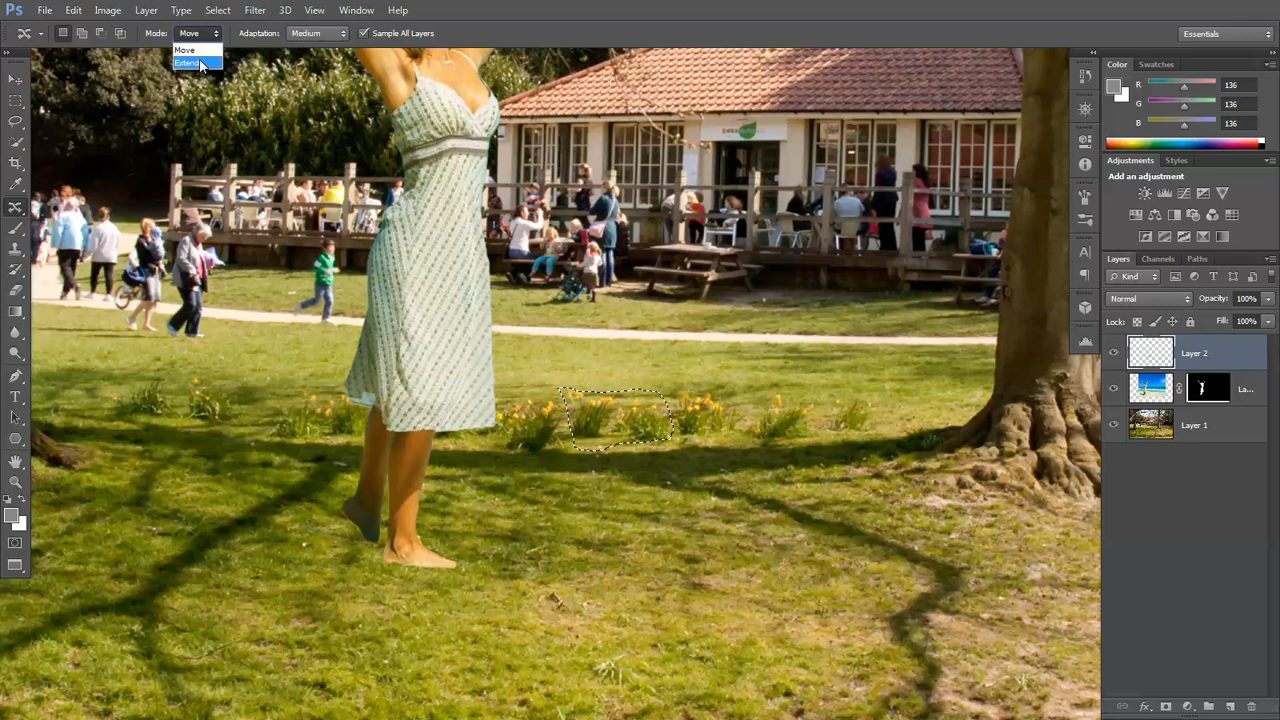 Ps File Edit Image Layer Type Select Filter 3D View Window Help
Mode: Move Adaptation: Medium Sample All Layers Essentials
Move
Extend
Color Swatches
R 136
G 136
B 136
Adjustments Styles
Add an adjustment
Layers Channels Paths
Kind
Normal Opacity: 100%
Lock: Fill: 100%
Layer 2
La...
Layer 1